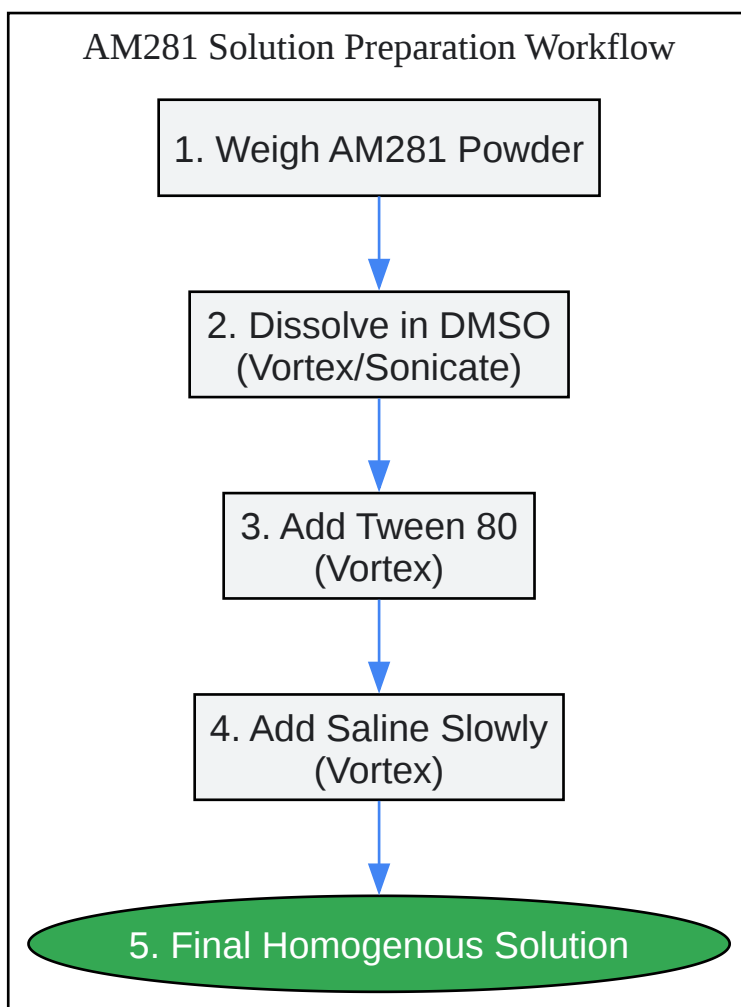 AM281 Solution Preparation Workflow
1. Weigh AM281 Powder
2. Dissolve in DMSO
(Vortex/Sonicate)
3. Add Tween 80
(Vortex)
4. Add Saline Slowly
(Vortex)
5. Final Homogenous Solution